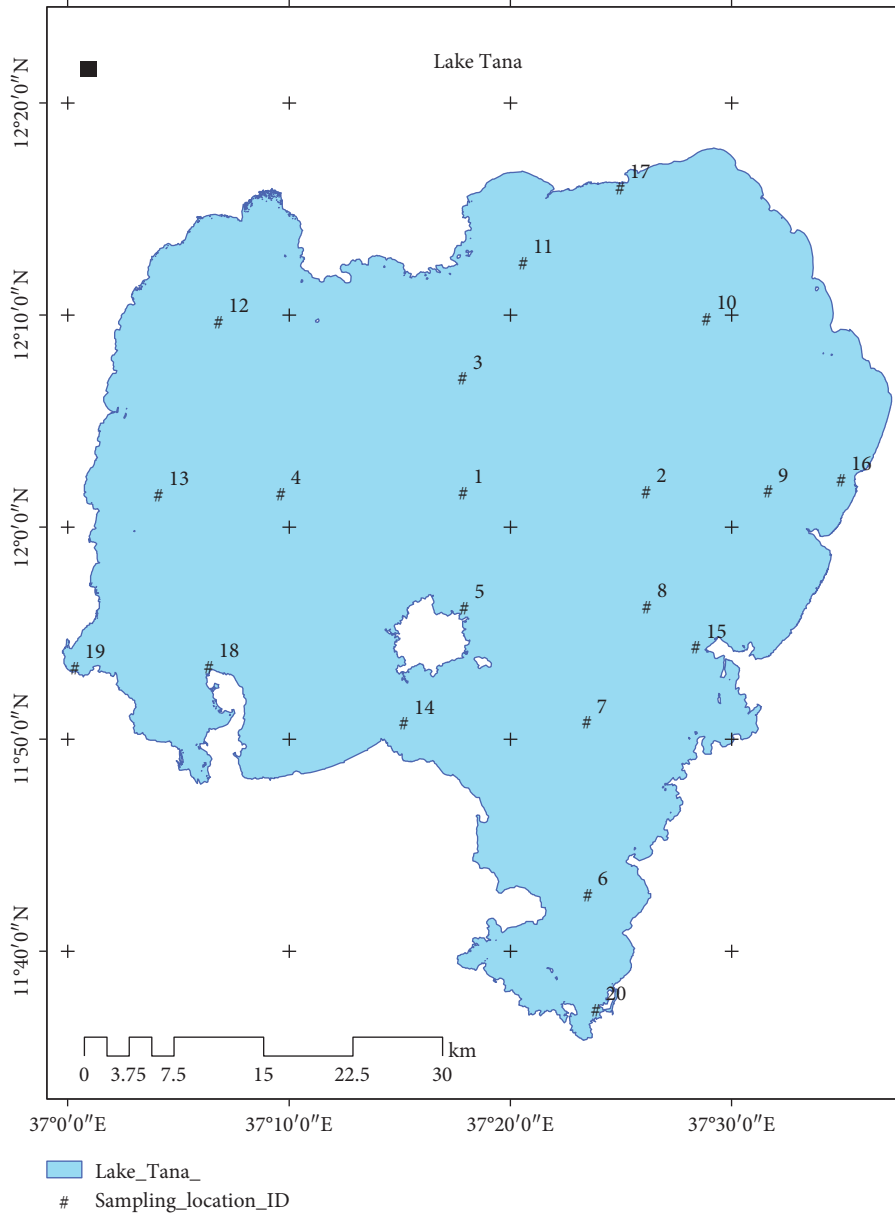 Lake Tana
12°20′0″N
17
11
12
10
12°10′0″N
3
13
4
1
2
9
16
12°0′0″N
5
8
15
19
18
14
7
11°50′0″N
6
11°40′0″N
20
km
0 3.75 7.5 15 22.5 30
37°0′0″E 37°10′0″E 37°20′0″E 37°30′0″E
Lake_Tana_
# Sampling_location_ID